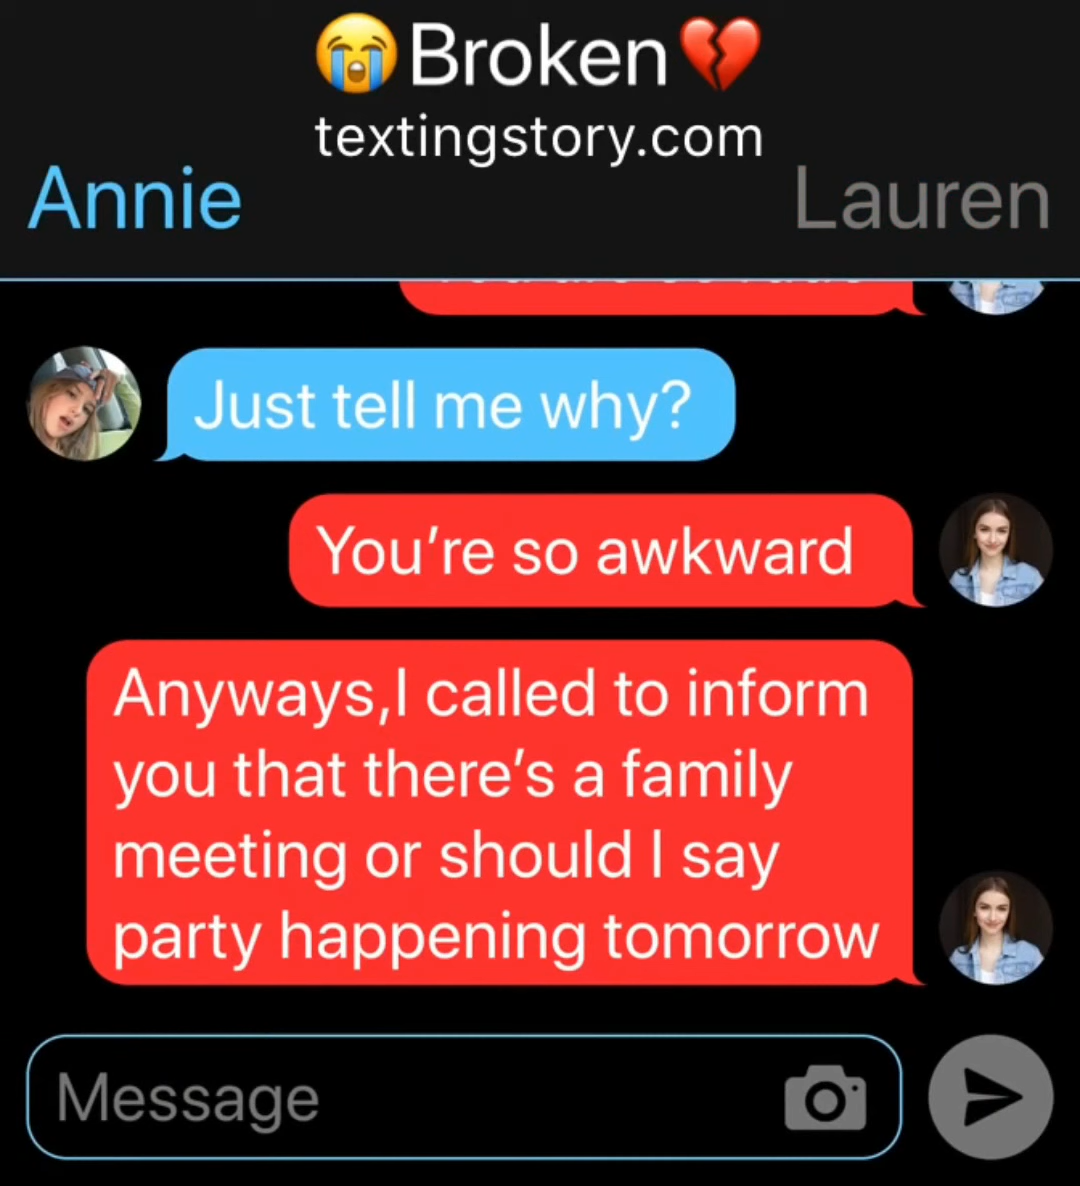 😭Broken💔
textingstory.com
Annie
Lauren
Just tell me why?
You’re so awkward
Anyways,I called to inform
you that there’s a family
meeting or should I say
party happening tomorrow
Message